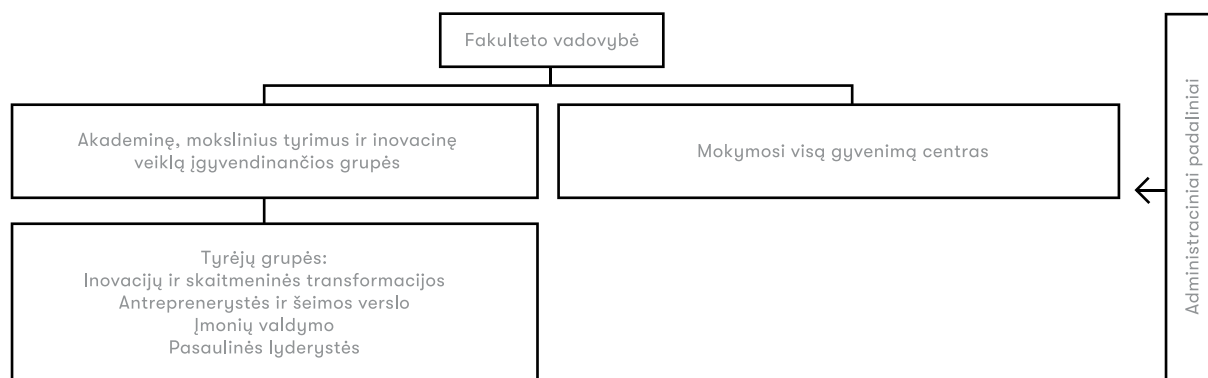 Fakulteto vadovybė
Akademinę, mokslinius tyrimus ir inovacinę
veiklą įgyvendinančios grupės
Mokymosi visą gyvenimą centras
Tyrėjų grupės:
Inovacijų ir skaitmeninės transformacijos
Antreprenerystės ir šeimos verslo
Įmonių valdymo
Pasaulinės lyderystės
Administraciniai padaliniai